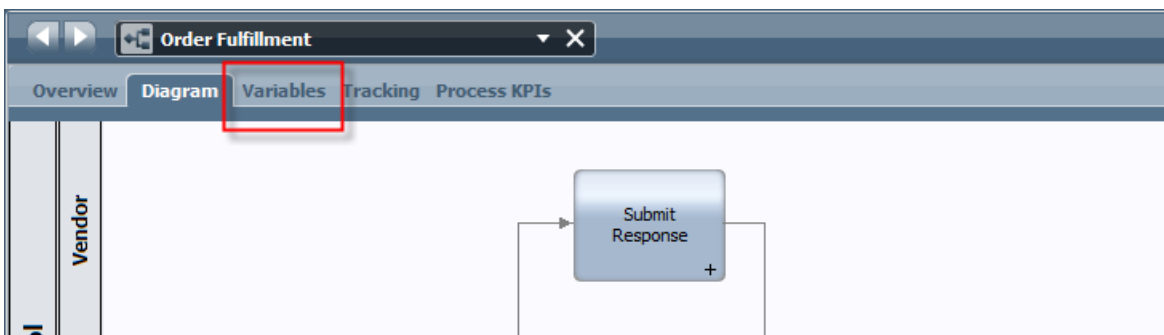 Order Fulfillment
Overview Diagram Variables Tracking Process KPIs
Vendor
Submit
Response
+